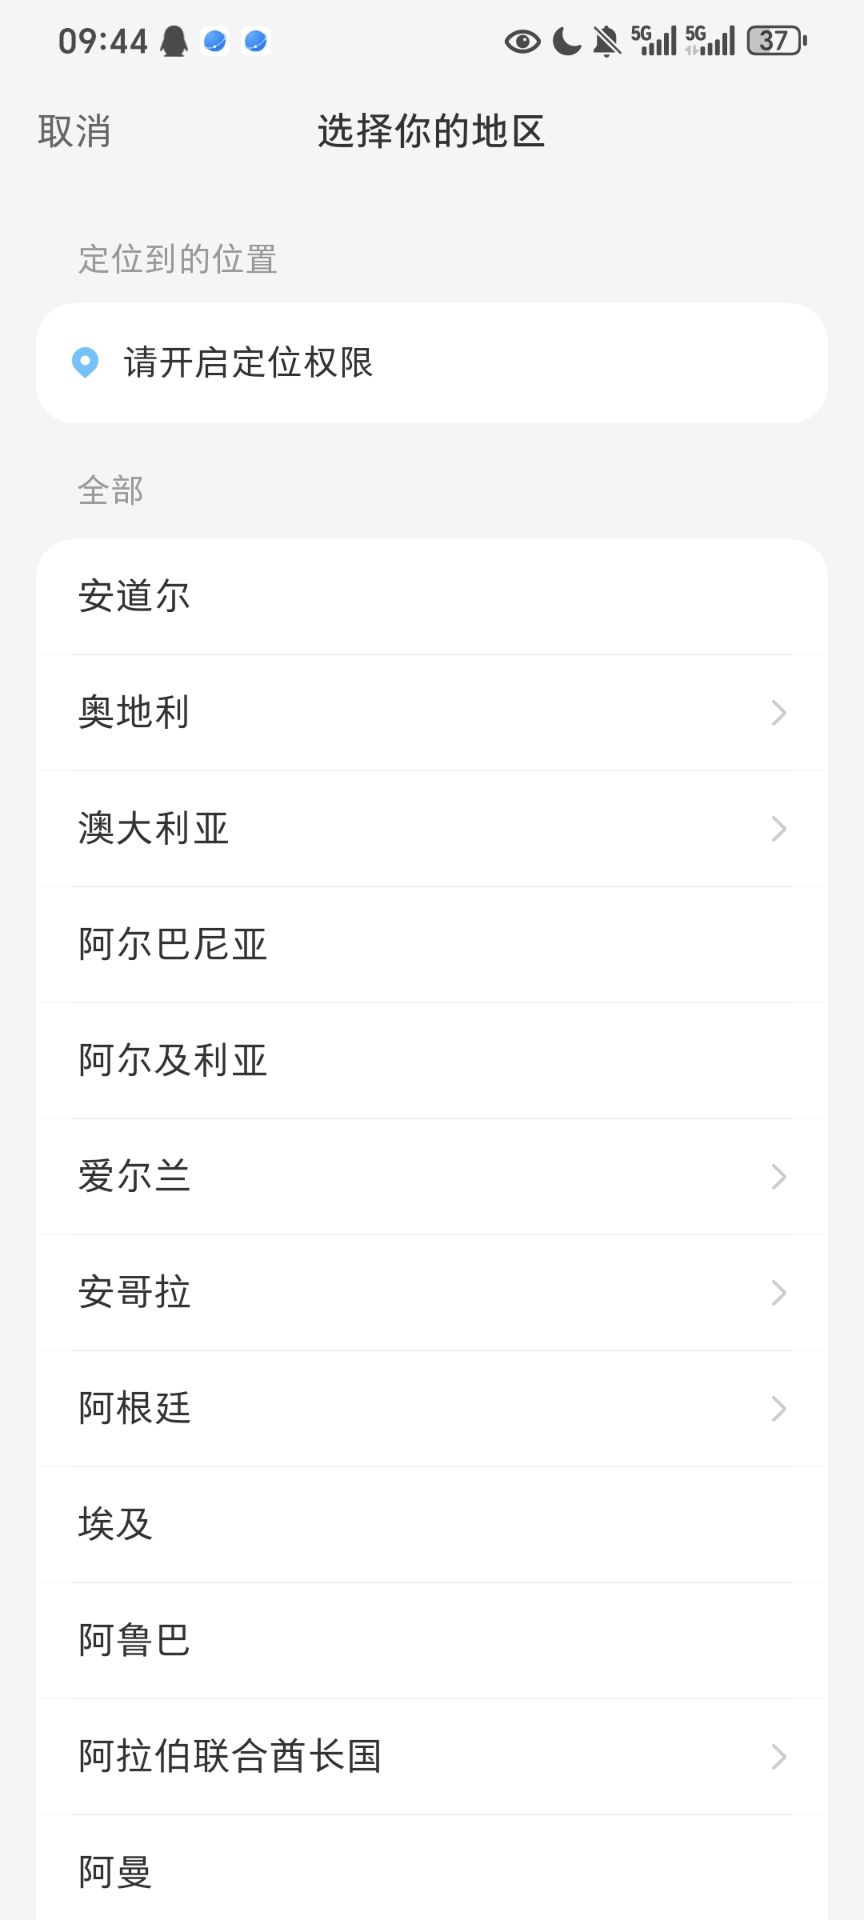 09:44 5G 5G 37
取消 选择你的地区
定位到的位置
请开启定位权限
全部
安道尔
奥地利
澳大利亚
阿尔巴尼亚
阿尔及利亚
爱尔兰
安哥拉
阿根廷
埃及
阿鲁巴
阿拉伯联合酋长国
阿曼